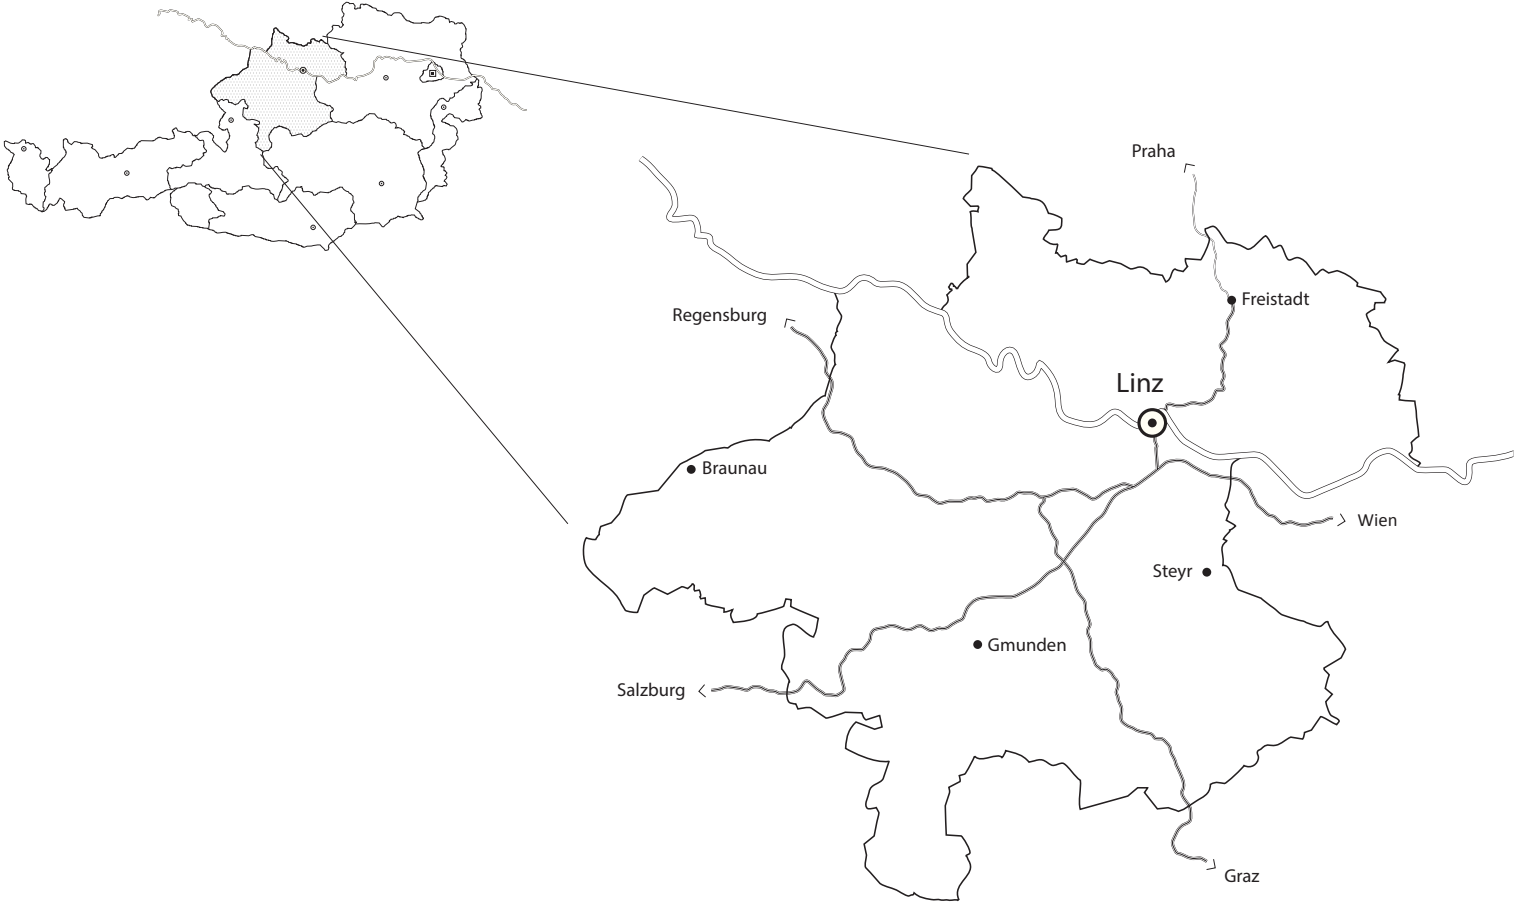 Praha
Freistadt
Regensburg
Linz
Braunau
Wien
Steyr
Gmunden
Salzburg
Graz